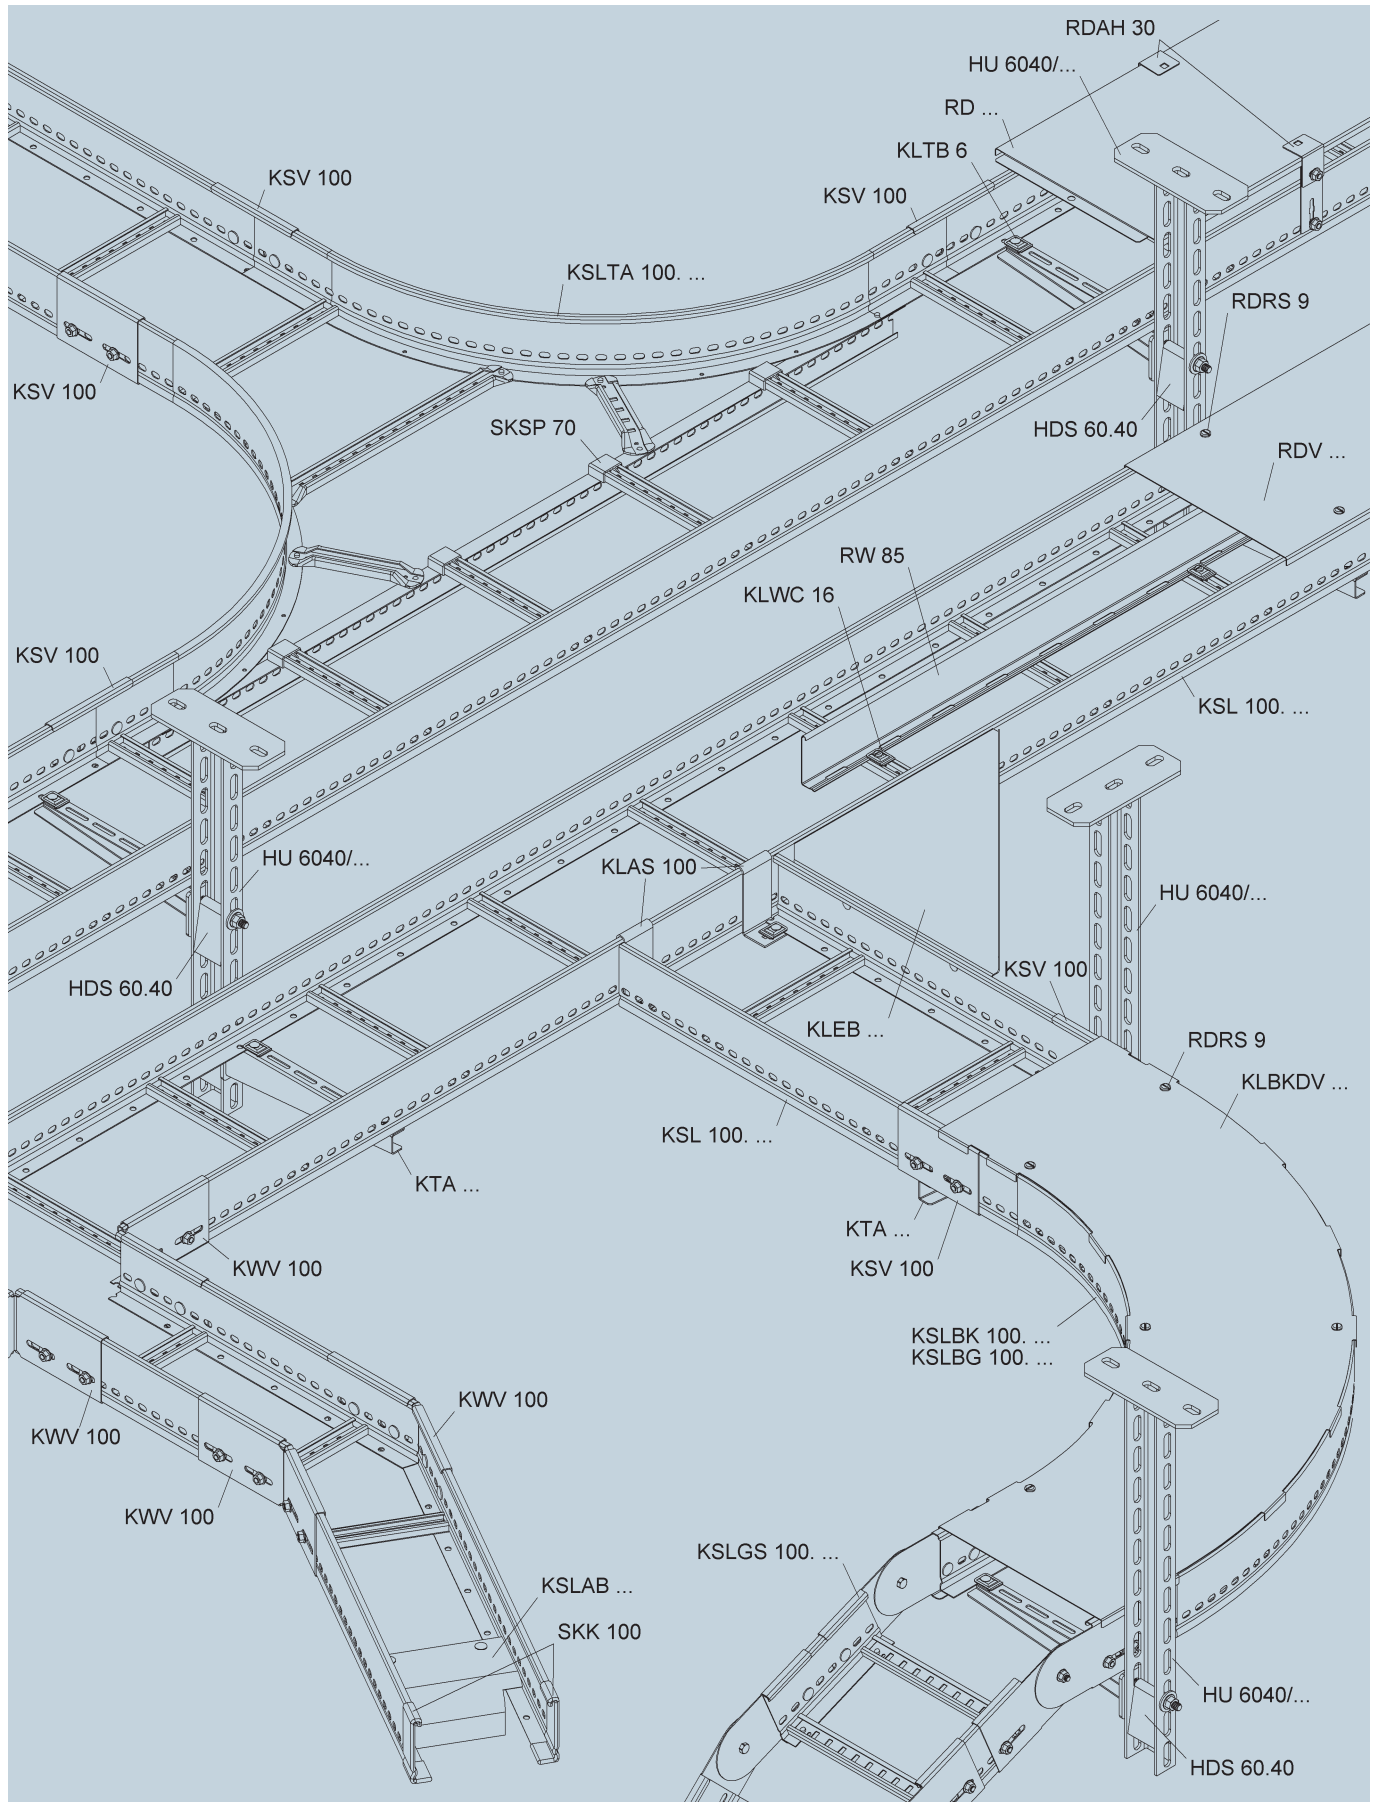 RDAH 30
HU 6040/...
RD ...
KLTB 6
KSV 100
KSV 100
KSLTA 100. ...
RDRS 9
KSV 100
SKSP 70
HDS 60.40
RDV ...
RW 85
KLWC 16
KSV 100
KSL 100. ...
HU 6040/...
KLAS 100
HU 6040/...
KSV 100
HDS 60.40
KLEB ...
RDRS 9
KLBKDV ...
KSL 100. ...
KTA ...
KTA ...
KWV 100
KSV 100
KSLBK 100. ...
KSLBG 100. ...
KWV 100
KWV 100
KWV 100
KSLGS 100. ...
KSLAB ...
SKK 100
HU 6040/...
HDS 60.40